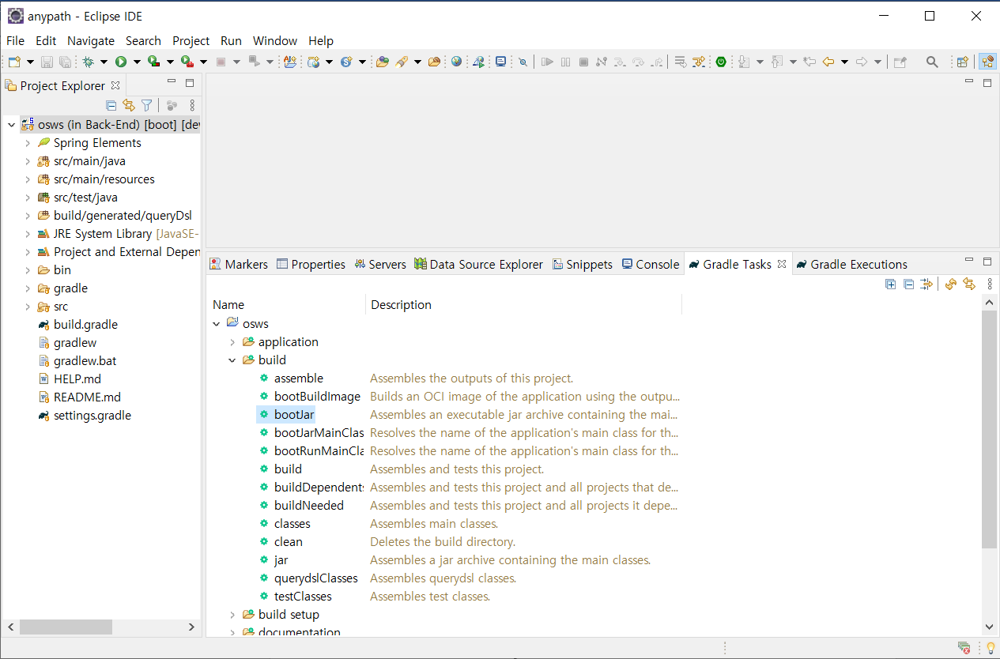 anypath - Eclipse IDE
File Edit Navigate Search Project Run Window Help
Project Explorer
osws (in Back-End) [boot] [de
Spring Elements
src/main/java
src/main/resources
src/test/java
build/generated/queryDsl
JRE System Library [JavaSE-
Project and External Depen
bin
gradle
src
build.gradle
gradlew
gradlew.bat
HELP.md
README.md
settings.gradle
Markers Properties Servers Data Source Explorer Snippets Console Gradle Tasks Gradle Executions
Name Description
osws
application
build
assemble Assembles the outputs of this project.
bootBuildImage Builds an OCI image of the application using the outpu...
bootJar Assembles an executable jar archive containing the mai...
bootJarMainClas Resolves the name of the application's main class for th...
bootRunMainCla Resolves the name of the application's main class for th...
build Assembles and tests this project.
buildDependents Assembles and tests this project and all projects that de...
buildNeeded Assembles and tests this project and all projects it depe...
classes Assembles main classes.
clean Deletes the build directory.
jar Assembles a jar archive containing the main classes.
querydslClasses Assembles querydsl classes.
testClasses Assembles test classes.
build setup
documentation